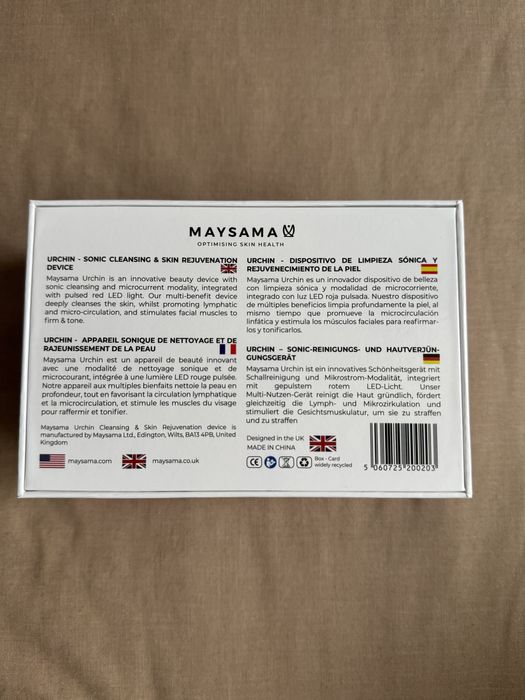 MAYSAMA
OPTIMISING SKIN HEALTH
URCHIN - SONIC CLEANSING & SKIN REJUVENATION
DEVICE
Maysama Urchin is an innovative beauty device with
sonic cleansing and microcurrent modality, integrated
with pulsed red LED light. Our multi-benefit device
deeply cleanses the skin, whilst promoting lymphatic
and micro-circulation, and stimulates facial muscles to
firm & tone.
URCHIN - APPAREIL SONIQUE DE NETTOYAGE ET DE
RAJEUNISSEMENT DE LA PEAU
Maysama Urchin est un appareil de beauté innovant
avec une modalité de nettoyage sonique et de
microcourant, intégrée à une lumière LED rouge pulsée.
Notre appareil aux multiples bienfaits nettoie la peau en
profondeur, tout en favorisant la circulation lymphatique
et la microcirculation, et stimule les muscles du visage
pour raffermir et tonifier.
Maysama Urchin Cleansing & Skin Rejuvenation device is
manufactured by Maysama Ltd., Edington, Wilts, BA13 4PB, United
Kingdom
maysama.com
maysama.co.uk
URCHIN - DISPOSITIVO DE LIMPIEZA SÓNICA Y
REJUVENECIMIENTO DE LA PIEL
Maysama Urchin es un innovador dispositivo de belleza
con limpieza sónica y modalidad de microcorriente,
integrado con luz LED roja pulsada. Nuestro dispositivo
de múltiples beneficios limpia profundamente la piel, al
mismo tiempo que promueve la microcirculación
linfática y estimula los músculos faciales para reafirmar-
los y tonificarlos.
URCHIN – SONIC-REINIGUNGS- UND HAUTVERJÜN-
GUNGSGERÄT
Maysama Urchin ist ein innovatives Schönheitsgerät mit
Schallreinigung und Mikrostrom-Modalität, integriert
mit gepulstem rotem LED-Licht. Unser
Multi-Nutzen-Gerät reinigt die Haut gründlich, fördert
gleichzeitig die Lymph- und Mikrozirkulation und
stimuliert die Gesichtsmuskulatur, um sie zu straffen
und zu straffen
Designed in the UK
MADE IN CHINA
CE
Box - Card
widely recycled
5 060725 200203